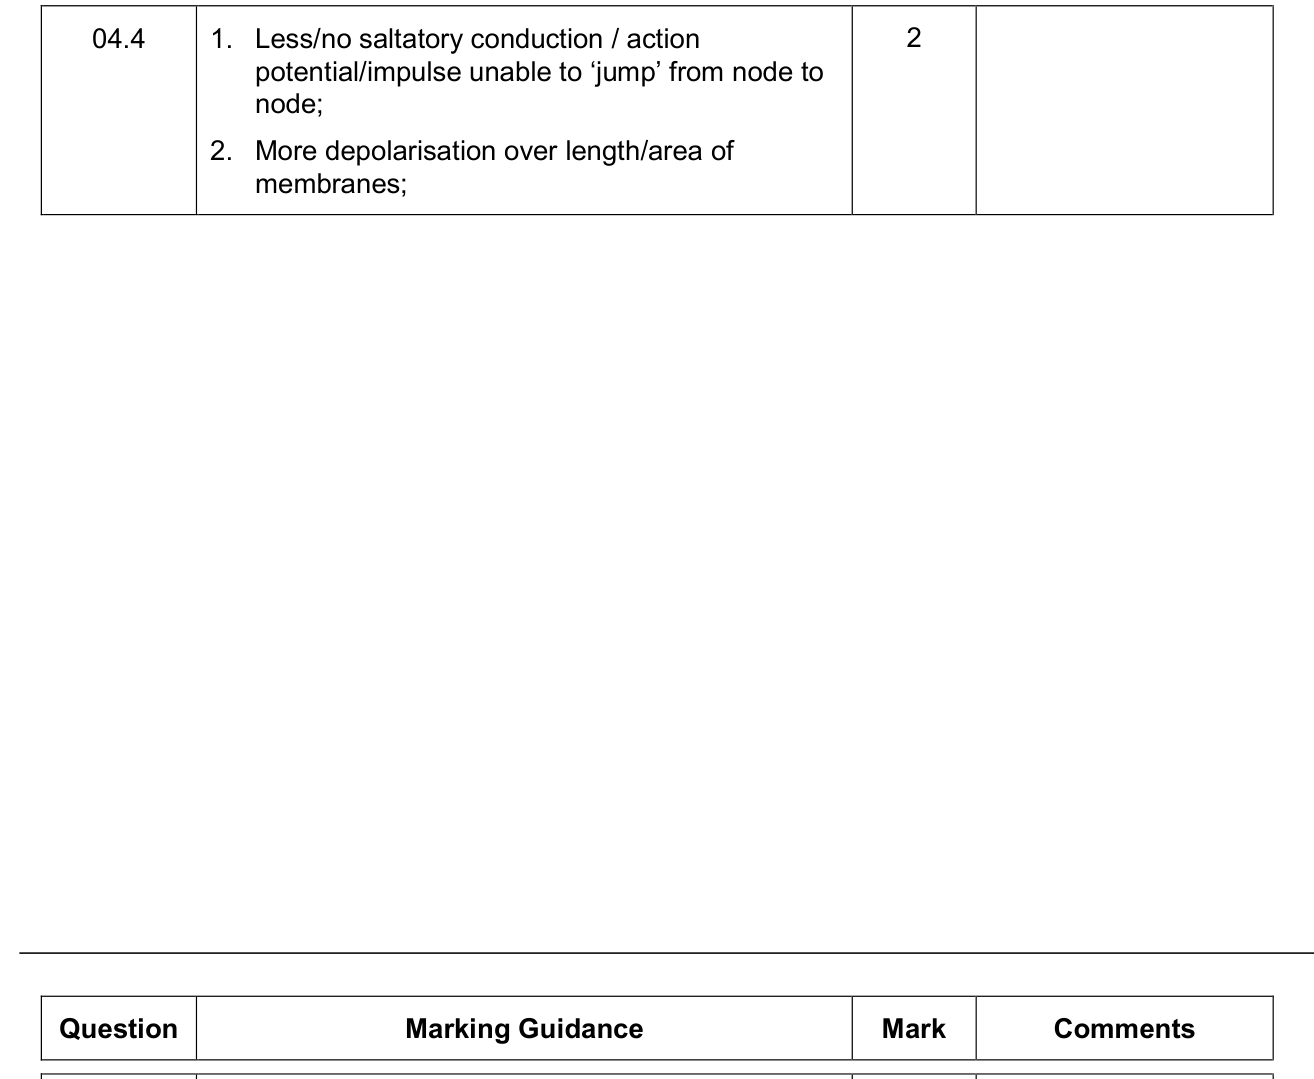 04.4
1. Less/no saltatory conduction / action
potential/impulse unable to ‘jump’ from node to
node;
2. More depolarisation over length/area of
membranes;
2
Question Marking Guidance Mark Comments